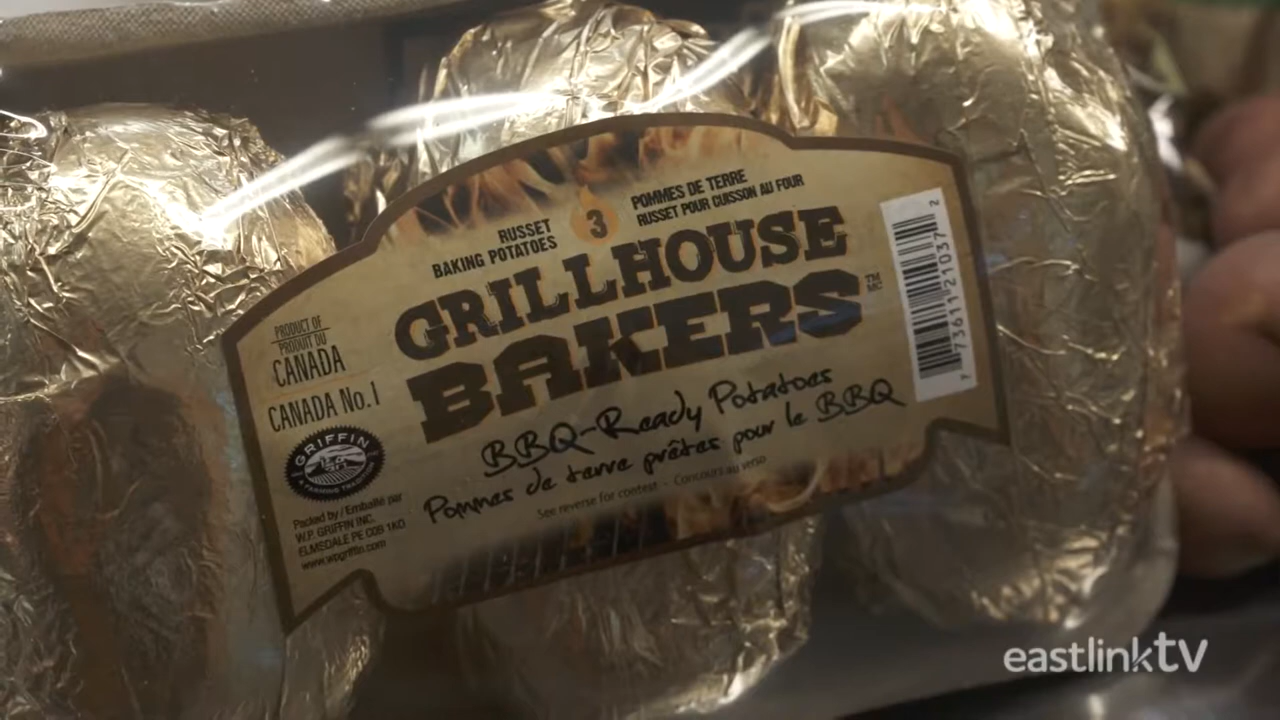 RUSSET
BAKING POTATOES
3
POMMES DE TERRE
RUSSET POUR CUISSON AU FOUR
GRILLHOUSE
BAKERS
TM
MC
BBQ-Ready Potatoes
Pommes de terre prêtes pour le BBQ
See reverse for contest - Concours au verso
PRODUCT OF
PRODUIT DU
CANADA
CANADA No.1
GRIFFIN
A FARMING TRADITION
Packed by / Emballé par
W.P. GRIFFIN INC.
ELMSDALE PE C0B 1K0
www.wpgriffin.com
7 73611 21037 2
eastlinktv